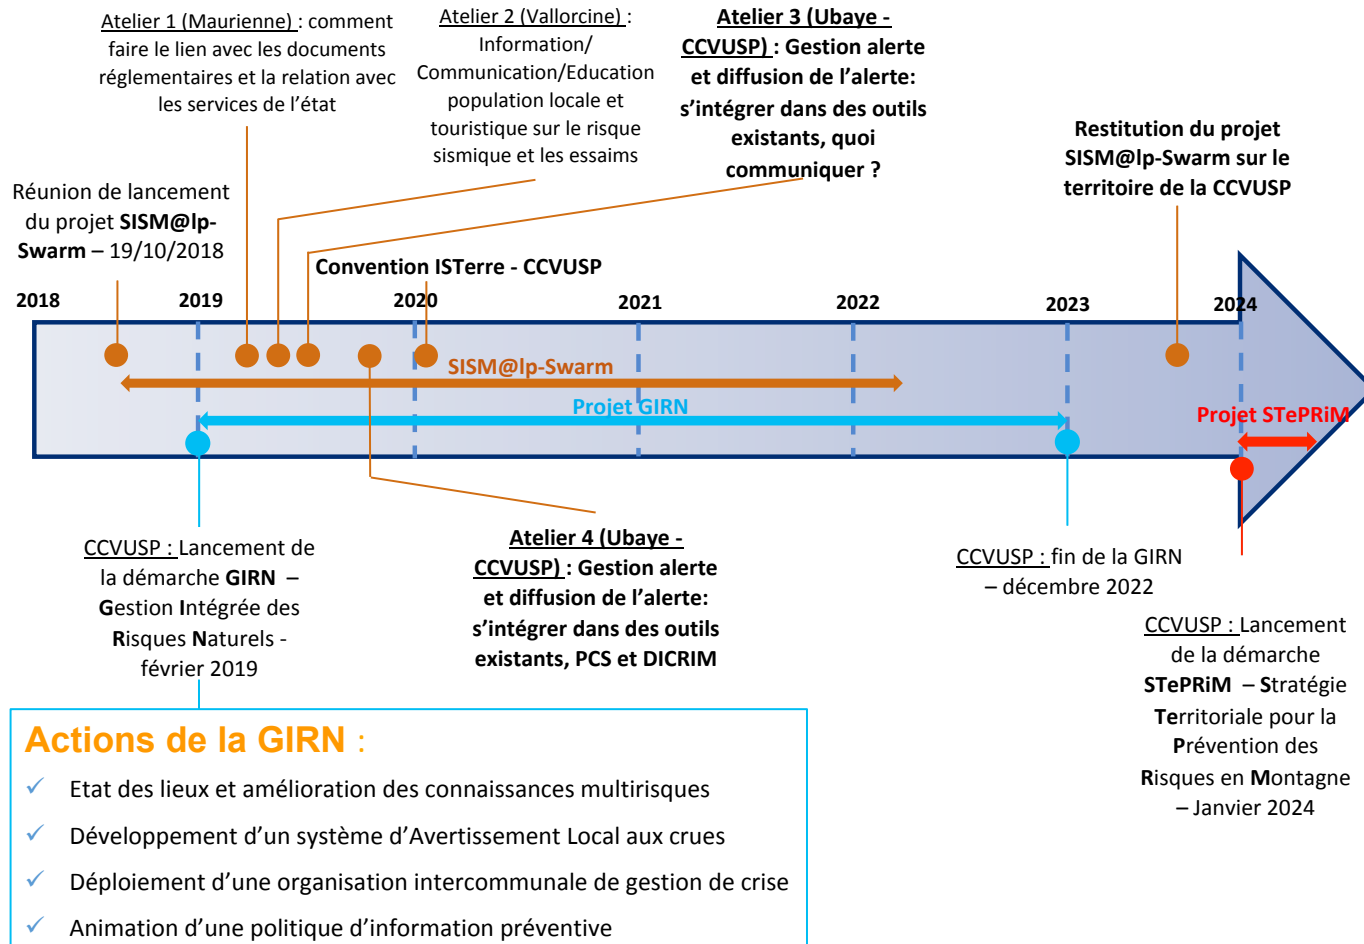 Atelier 1 (Maurienne) : comment
faire le lien avec les documents
réglementaires et la relation avec
les services de l’état
Atelier 2 (Vallorcine) :
Information/
Communication/Education
population locale et
touristique sur le risque
sismique et les essaims
Atelier 3 (Ubaye -
CCVUSP) : Gestion alerte
et diffusion de l’alerte:
s’intégrer dans des outils
existants, quoi
communiquer ?
Restitution du projet
SISM@lp-Swarm sur le
territoire de la CCVUSP
Réunion de lancement
du projet SISM@lp-
Swarm – 19/10/2018
Convention ISTerre - CCVUSP
2018
2019
2020
2021
2022
2023
2024
SISM@lp-Swarm
Projet GIRN
Projet STePRiM
CCVUSP : Lancement de
la démarche GIRN –
Gestion Intégrée des
Risques Naturels -
février 2019
Atelier 4 (Ubaye -
CCVUSP) : Gestion alerte
et diffusion de l’alerte:
s’intégrer dans des outils
existants, PCS et DICRIM
CCVUSP : fin de la GIRN
– décembre 2022
CCVUSP : Lancement
de la démarche
STePRiM – Stratégie
Territoriale pour la
Prévention des
Risques en Montagne
– Janvier 2024
Actions de la GIRN :
✓ Etat des lieux et amélioration des connaissances multirisques
✓ Développement d’un système d’Avertissement Local aux crues
✓ Déploiement d’une organisation intercommunale de gestion de crise
✓ Animation d’une politique d’information préventive